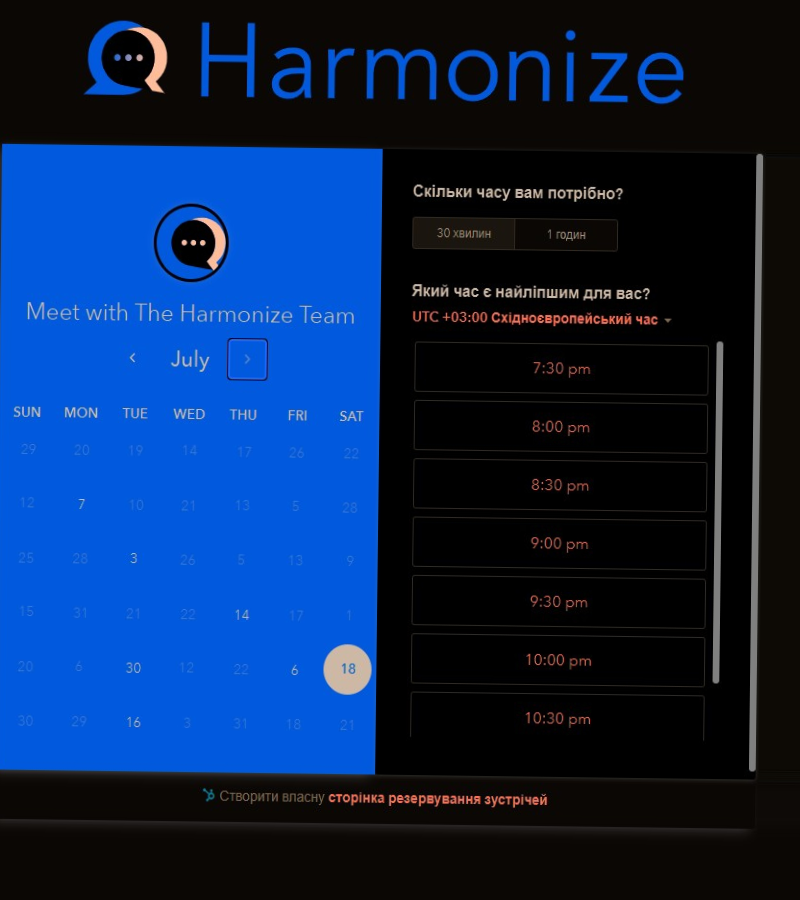 Harmonize
Meet with The Harmonize Team
July
SUN MON TUE WED THU FRI SAT
29 20 19 14 17 26 22
12 7 10 21 13 5 28
25 28 3 26 5 13 9
15 31 21 22 14 17 1
20 6 30 12 22 6 18
30 29 16 3 31 18 21
Скільки часу вам потрібно?
30 хвилин 1 годин
Який час є найліпшим для вас?
UTC +03:00 Східноєвропейський час
7:30 pm
8:00 pm
8:30 pm
9:00 pm
9:30 pm
10:00 pm
10:30 pm
Створити власну сторінка резервування зустрічей